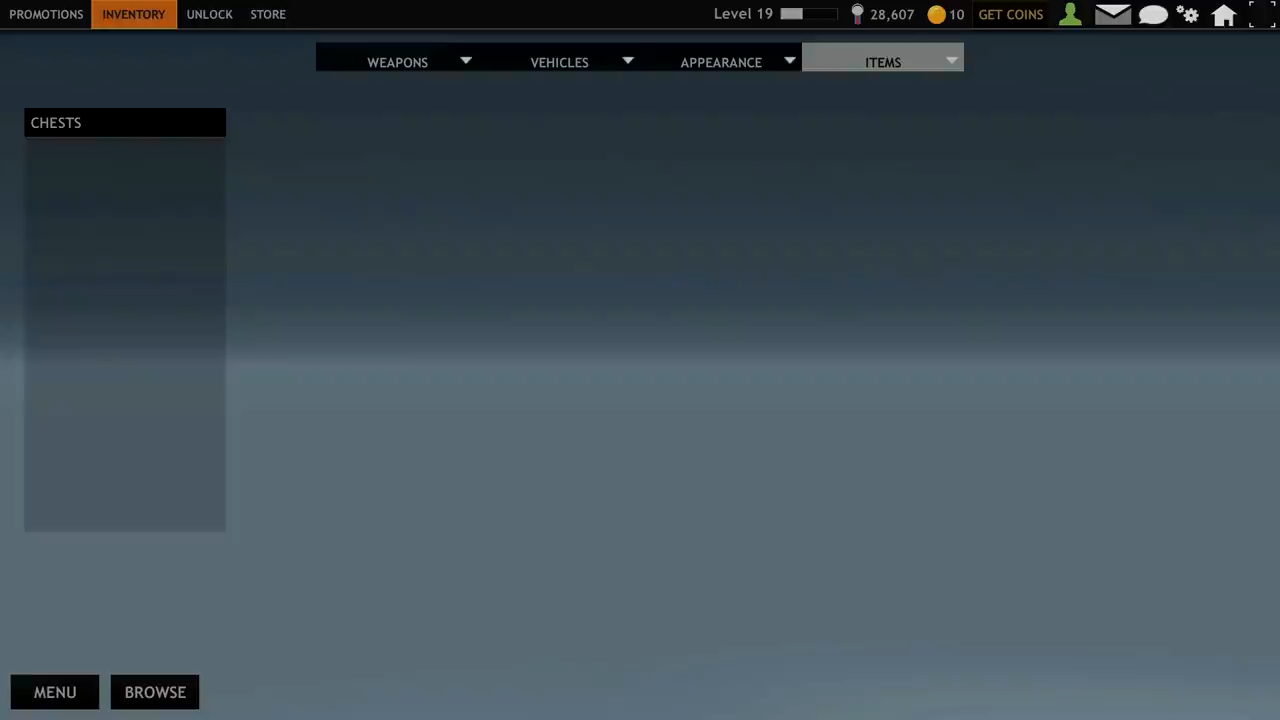 PROMOTIONS INVENTORY UNLOCK STORE Level 19 28,607 10 GET COINS
WEAPONS VEHICLES APPEARANCE ITEMS
CHESTS
MENU BROWSE